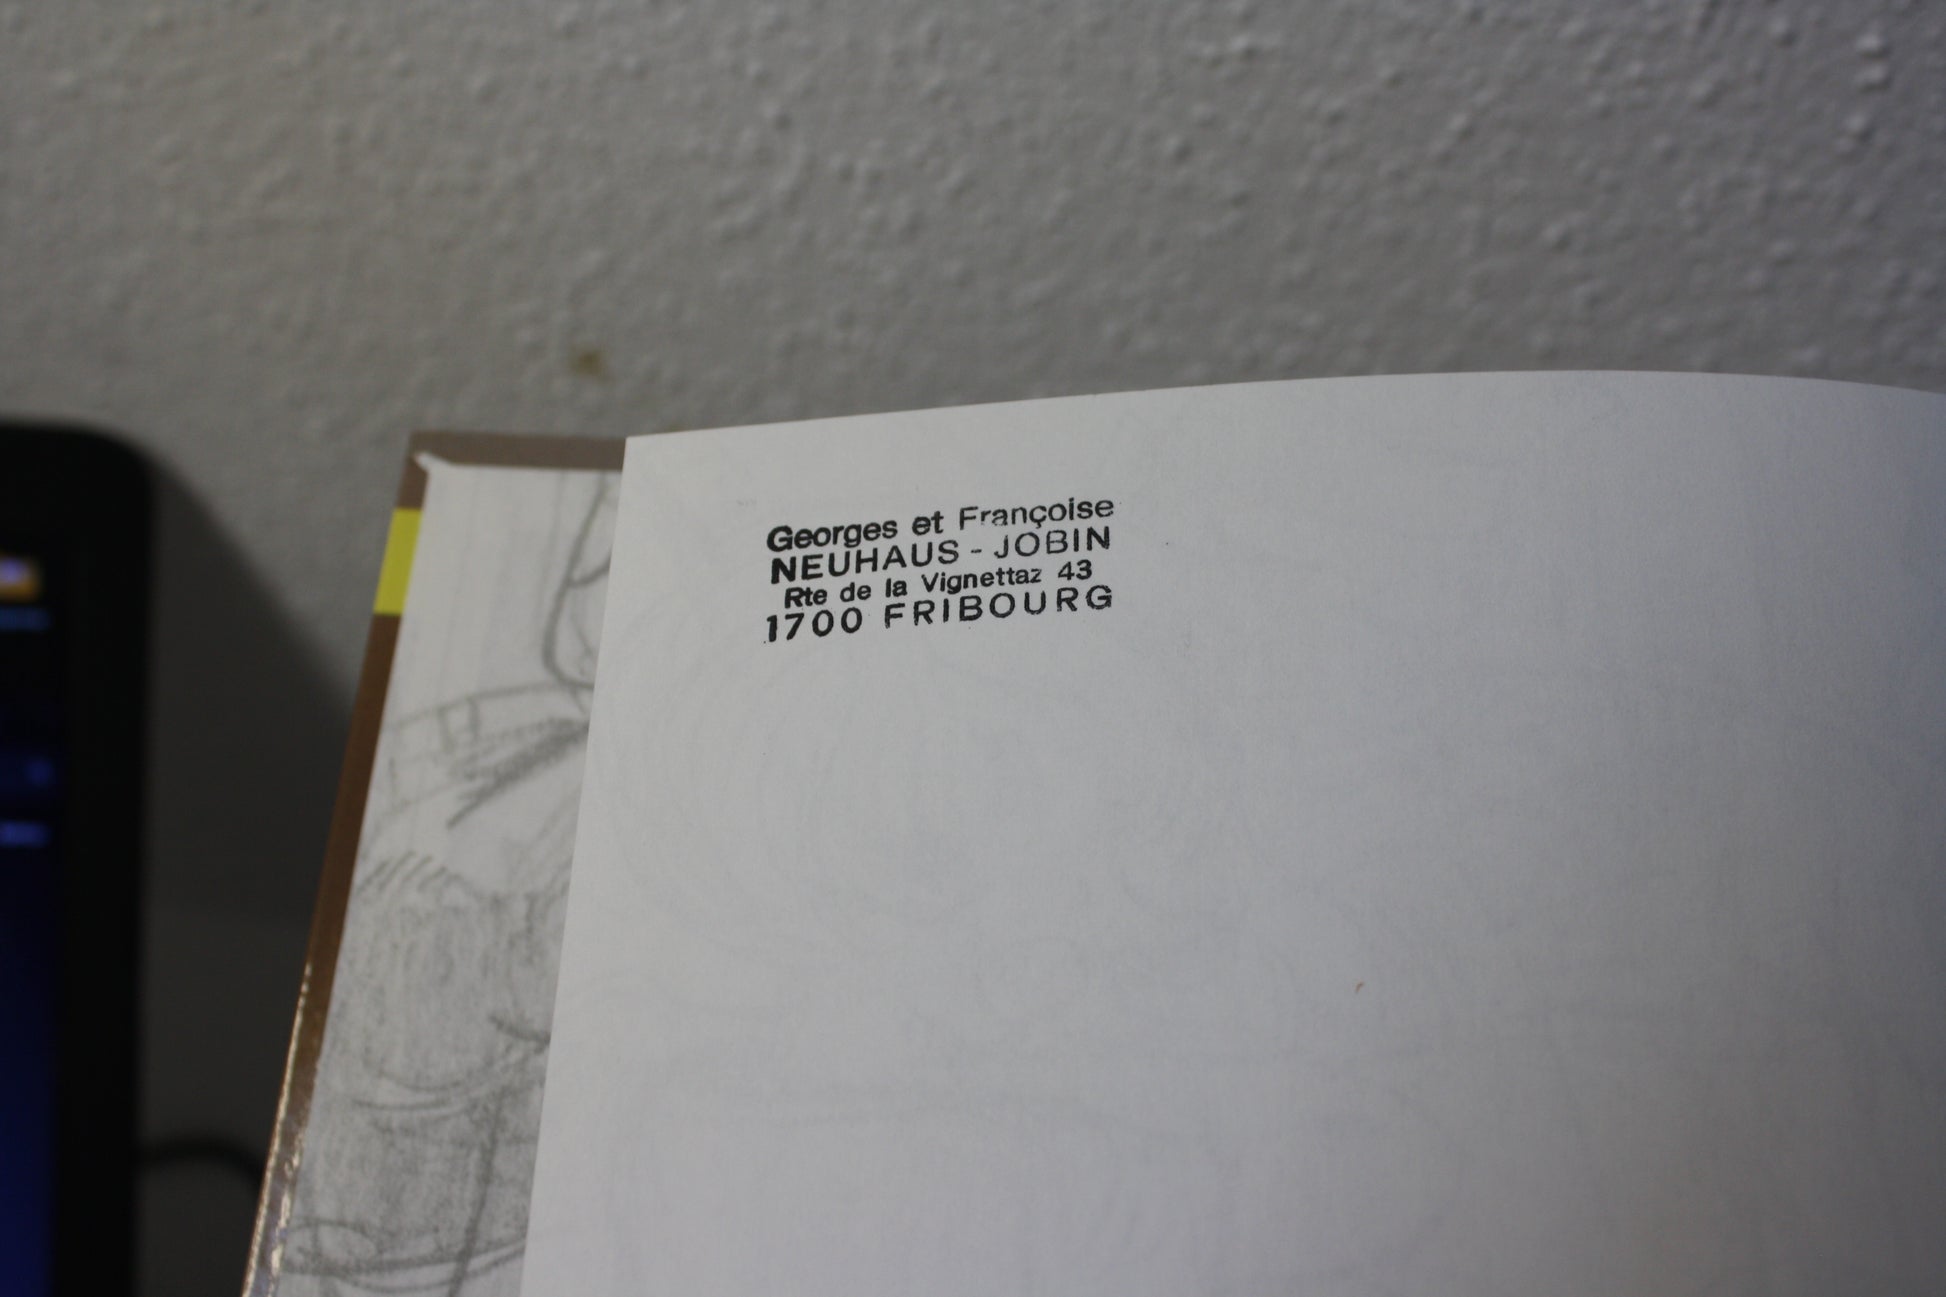 Georges et Françoise
NEUHAUS - JOBIN
Rte de la Vignettaz 43
1700 FRIBOURG